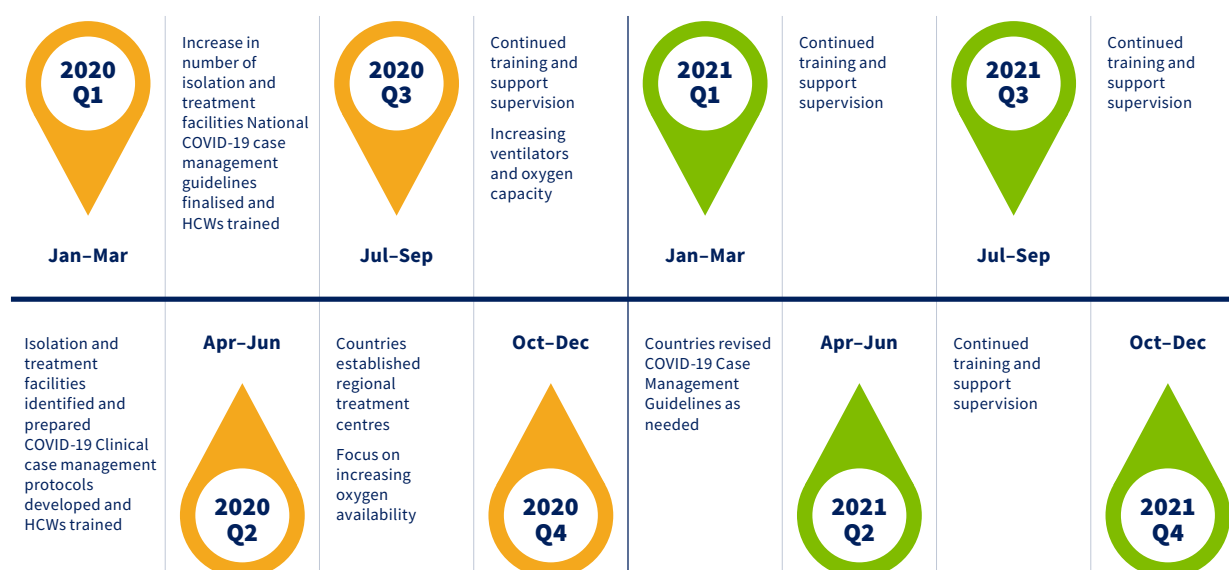 2020
Q1
Jan–Mar
Isolation and
treatment
facilities
identified and
prepared
COVID-19 Clinical
case management
protocols
developed and
HCWs trained
Increase in
number of
isolation and
treatment
facilities National
COVID-19 case
management
guidelines
finalised and
HCWs trained
Apr–Jun
2020
Q2
2020
Q3
Jul–Sep
Countries
established
regional
treatment
centres
Focus on
increasing
oxygen
availability
Continued
training and
support
supervision
Increasing
ventilators
and oxygen
capacity
Oct–Dec
2020
Q4
2021
Q1
Jan–Mar
Countries revised
COVID-19 Case
Management
Guidelines as
needed
Continued
training and
support
supervision
Apr–Jun
2021
Q2
2021
Q3
Jul–Sep
Continued
training and
support
supervision
Continued
training and
support
supervision
Oct–Dec
2021
Q4